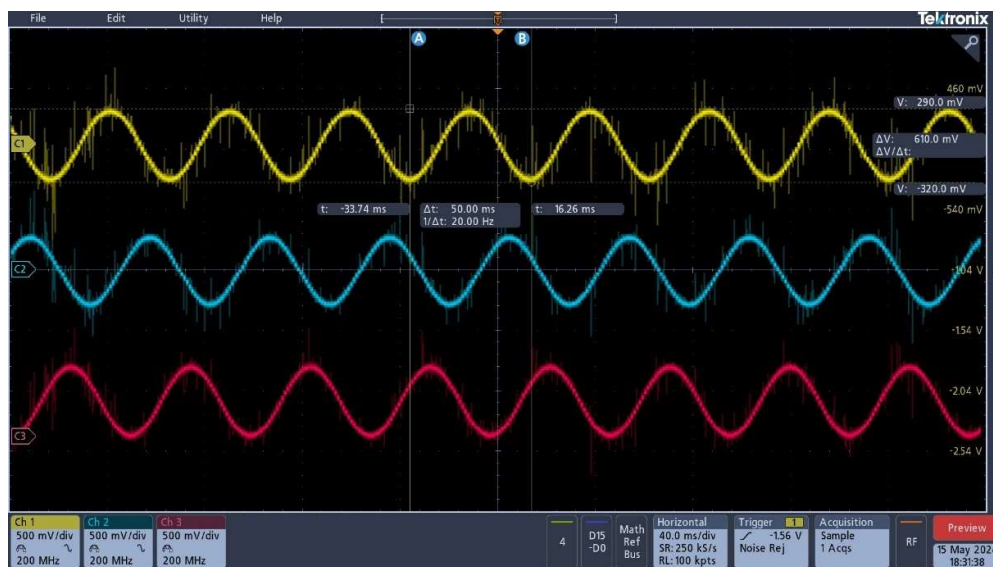 File Edit Utility Help
Tektronix
A B
460 mV
V: 290.0 mV
C1
ΔV: 610.0 mV
ΔV/Δt:
V: -320.0 mV
t: -33.74 ms
Δt: 50.00 ms
1/Δt: 20.00 Hz
t: 16.26 ms
-540 mV
C2
-1.04 V
-1.54 V
-2.04 V
C3
-2.54 V
Ch 1
500 mV/div
200 MHz
Ch 2
500 mV/div
200 MHz
Ch 3
500 mV/div
200 MHz
4
D15
-D0
Math
Ref
Bus
Horizontal
40.0 ms/div
SR: 250 kS/s
RL: 100 kpts
Trigger 1
-1.56 V
Noise Rej
Acquisition
Sample
1 Acqs
RF
Preview
15 May 202
18:31:38